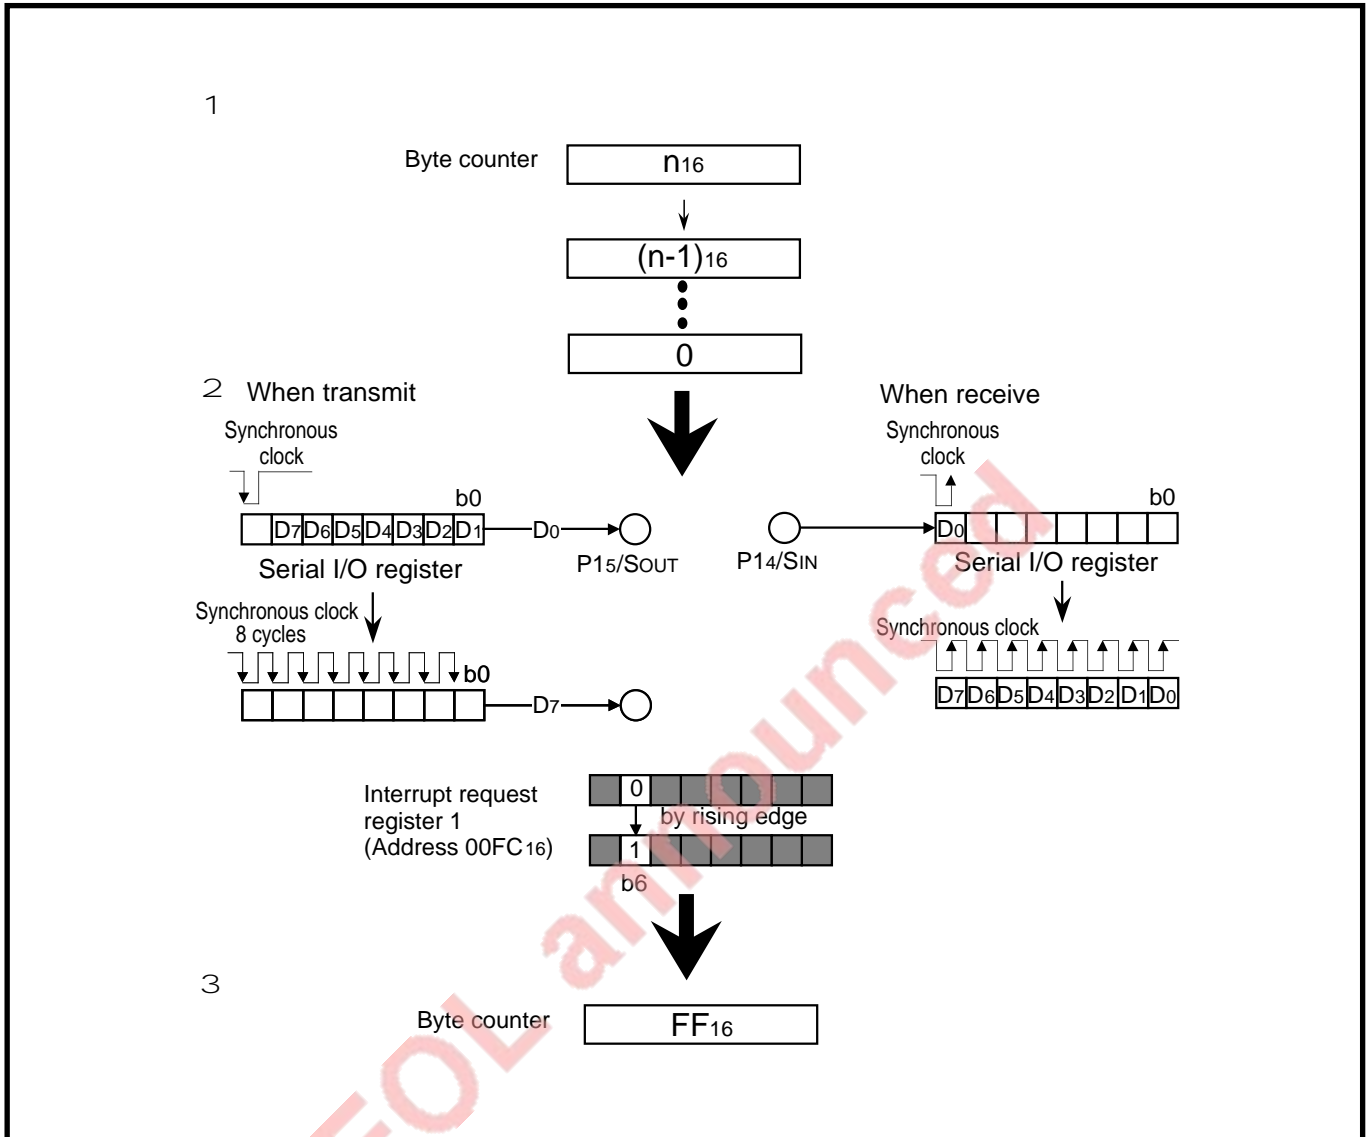 1
Byte counter
n16
(n-1)16
0
2 When transmit
When receive
Synchronous
clock
Synchronous
clock
b0
b0
D7 D6 D5 D4 D3 D2 D1
D0
D0
P15/SOUT
P14/SIN
Serial I/O register
Serial I/O register
Synchronous clock
8 cycles
Synchronous clock
b0
D7
D7 D6 D5 D4 D3 D2 D1 D0
Interrupt request
register 1
(Address 00FC16)
0
by rising edge
1
b6
3
Byte counter
FF16
EOL announced